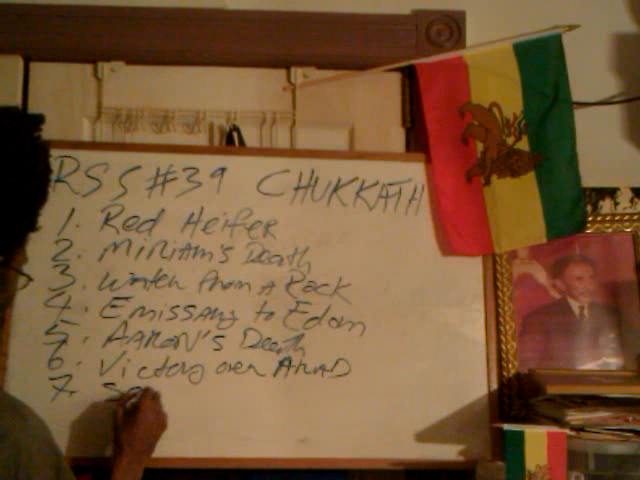 RSS #39 CHUKKATH
1. Red Heifer
2. Miriam's Death
3. Water from A Rock
4. Emissary to Edom
5. AARON'S Death
6. Victory over ARAD
7. Se